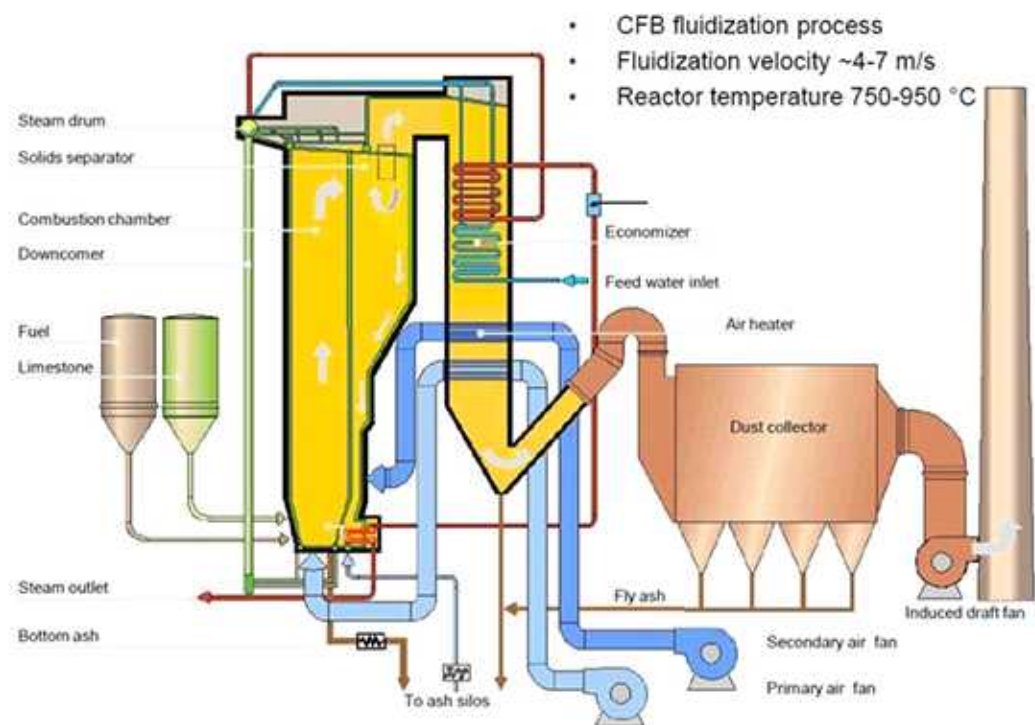 • CFB fluidization process
• Fluidization velocity ~4-7 m/s
• Reactor temperature 750-950 °C
Steam drum
Solids separator
Combustion chamber
Downcomer
Economizer
Feed water inlet
Fuel
Air heater
Limestone
Dust collector
Steam outlet
Fly ash
Induced draft fan
Bottom ash
Secondary air fan
To ash silos
Primary air fan